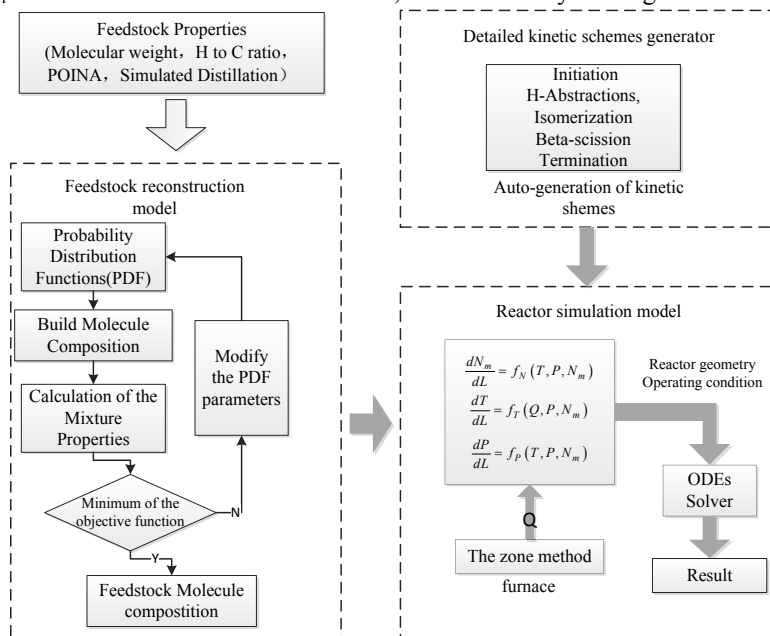 Feedstock Properties
(Molecular weight，H to C ratio，
POINA，Simulated Distillation）
Feedstock reconstruction
model
Probability
Distribution
Functions(PDF)
Build Molecule
Composition
Calculation of the
Mixture
Properties
Modify
the PDF
parameters
Minimum of the
objective function
N
Y
Feedstock Molecule
compostition
Detailed kinetic schemes generator
Initiation
H-Abstractions,
Isomerization
Beta-scission
Termination
Auto-generation of kinetic
shemes
Reactor simulation model
dN_m/dL = f_N(T, P, N_m)
dT/dL = f_T(Q, P, N_m)
dP/dL = f_P(T, P, N_m)
Reactor geometry
Operating condition
Q
The zone method
furnace
ODEs
Solver
Result